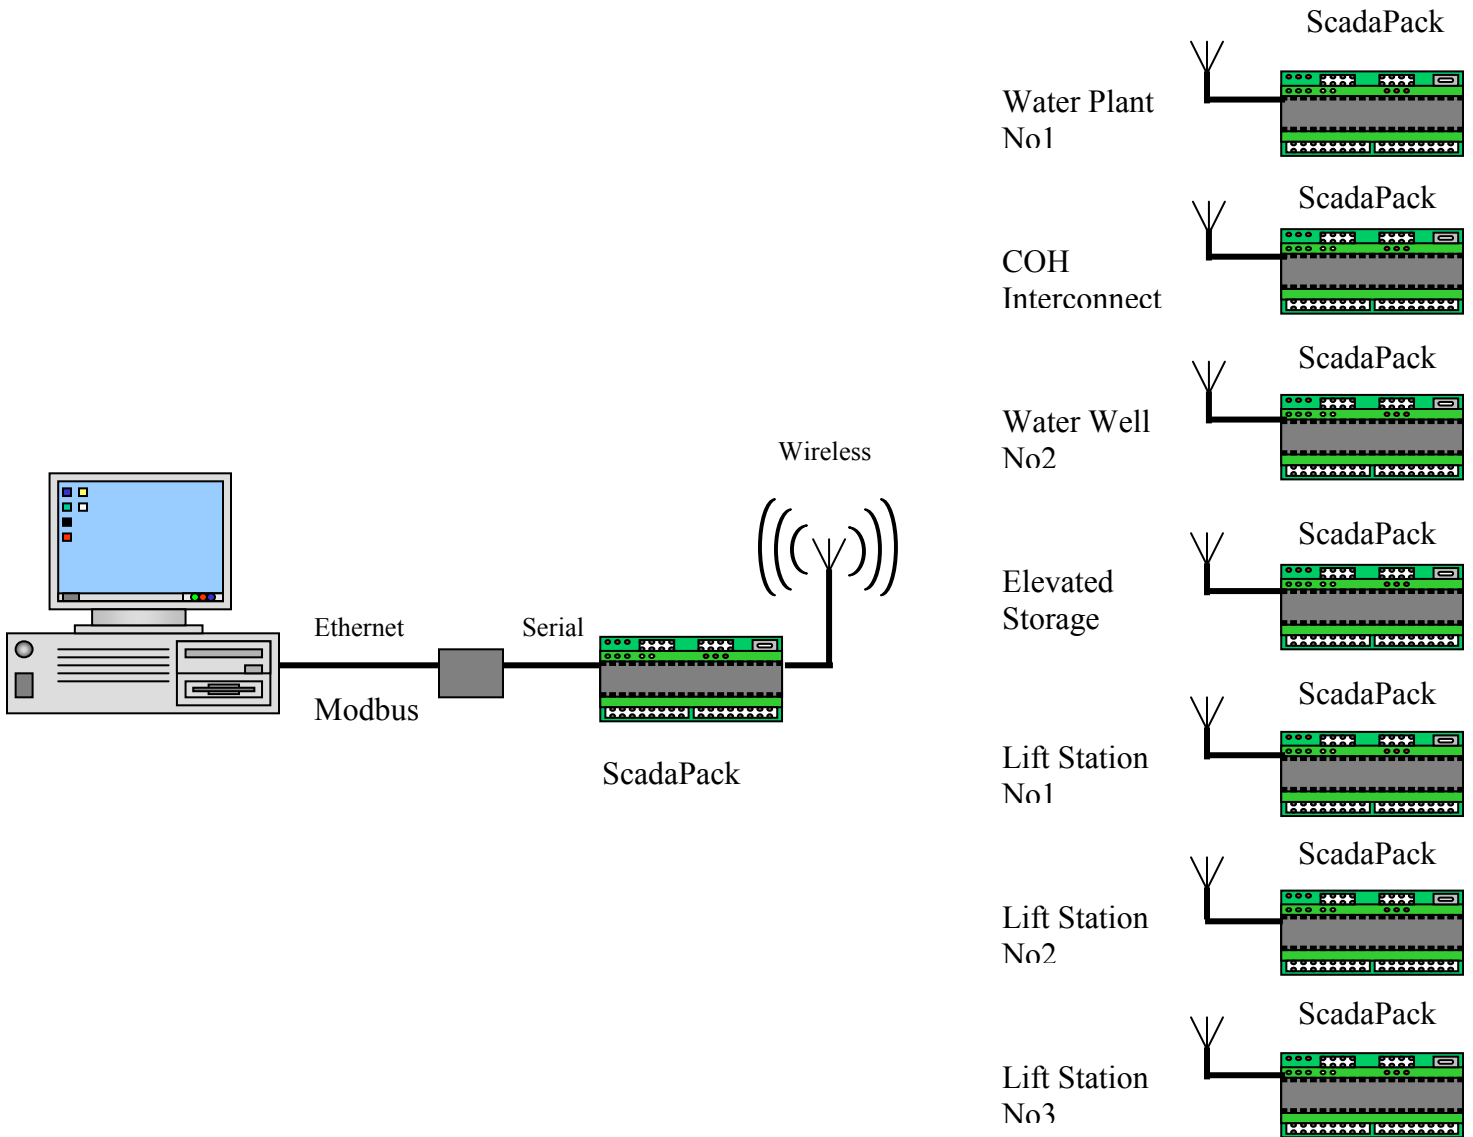 ScadaPack
Water Plant
No1
ScadaPack
COH
Interconnect
ScadaPack
Water Well
No2
Wireless
ScadaPack
Elevated
Storage
Ethernet
Serial
Modbus
ScadaPack
ScadaPack
Lift Station
No1
ScadaPack
Lift Station
No2
ScadaPack
Lift Station
No3